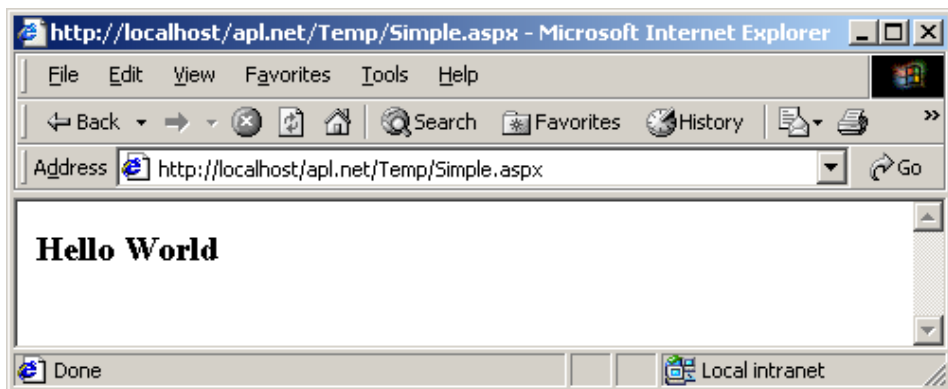 http://localhost/apl.net/Temp/Simple.aspx - Microsoft Internet Explorer
File Edit View Favorites Tools Help
Back Search Favorites History »
Address http://localhost/apl.net/Temp/Simple.aspx Go
Hello World
Done Local intranet